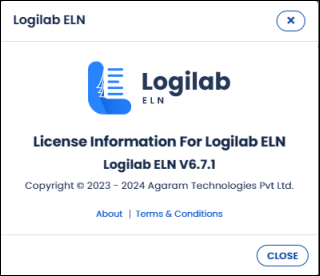 Logilab ELN
×
Logilab
ELN
License Information For Logilab ELN
Logilab ELN V6.7.1
Copyright © 2023 - 2024 Agaram Technologies Pvt Ltd.
About | Terms & Conditions
CLOSE